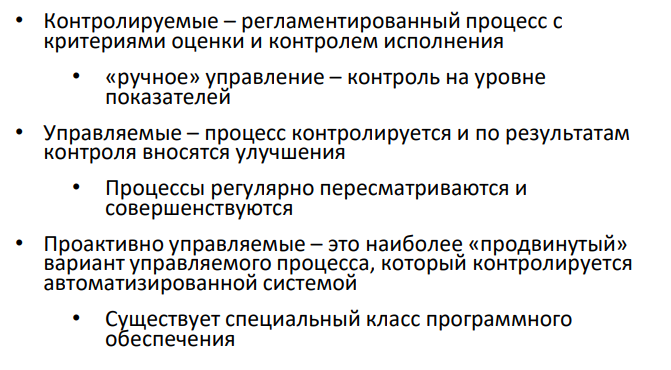 • Контролируемые – регламентированный процесс с
критериями оценки и контролем исполнения
• «ручное» управление – контроль на уровне
показателей
• Управляемые – процесс контролируется и по результатам
контроля вносятся улучшения
• Процессы регулярно пересматриваются и
совершенствуются
• Проактивно управляемые – это наиболее «продвинутый»
вариант управляемого процесса, который контролируется
автоматизированной системой
• Существует специальный класс программного
обеспечения